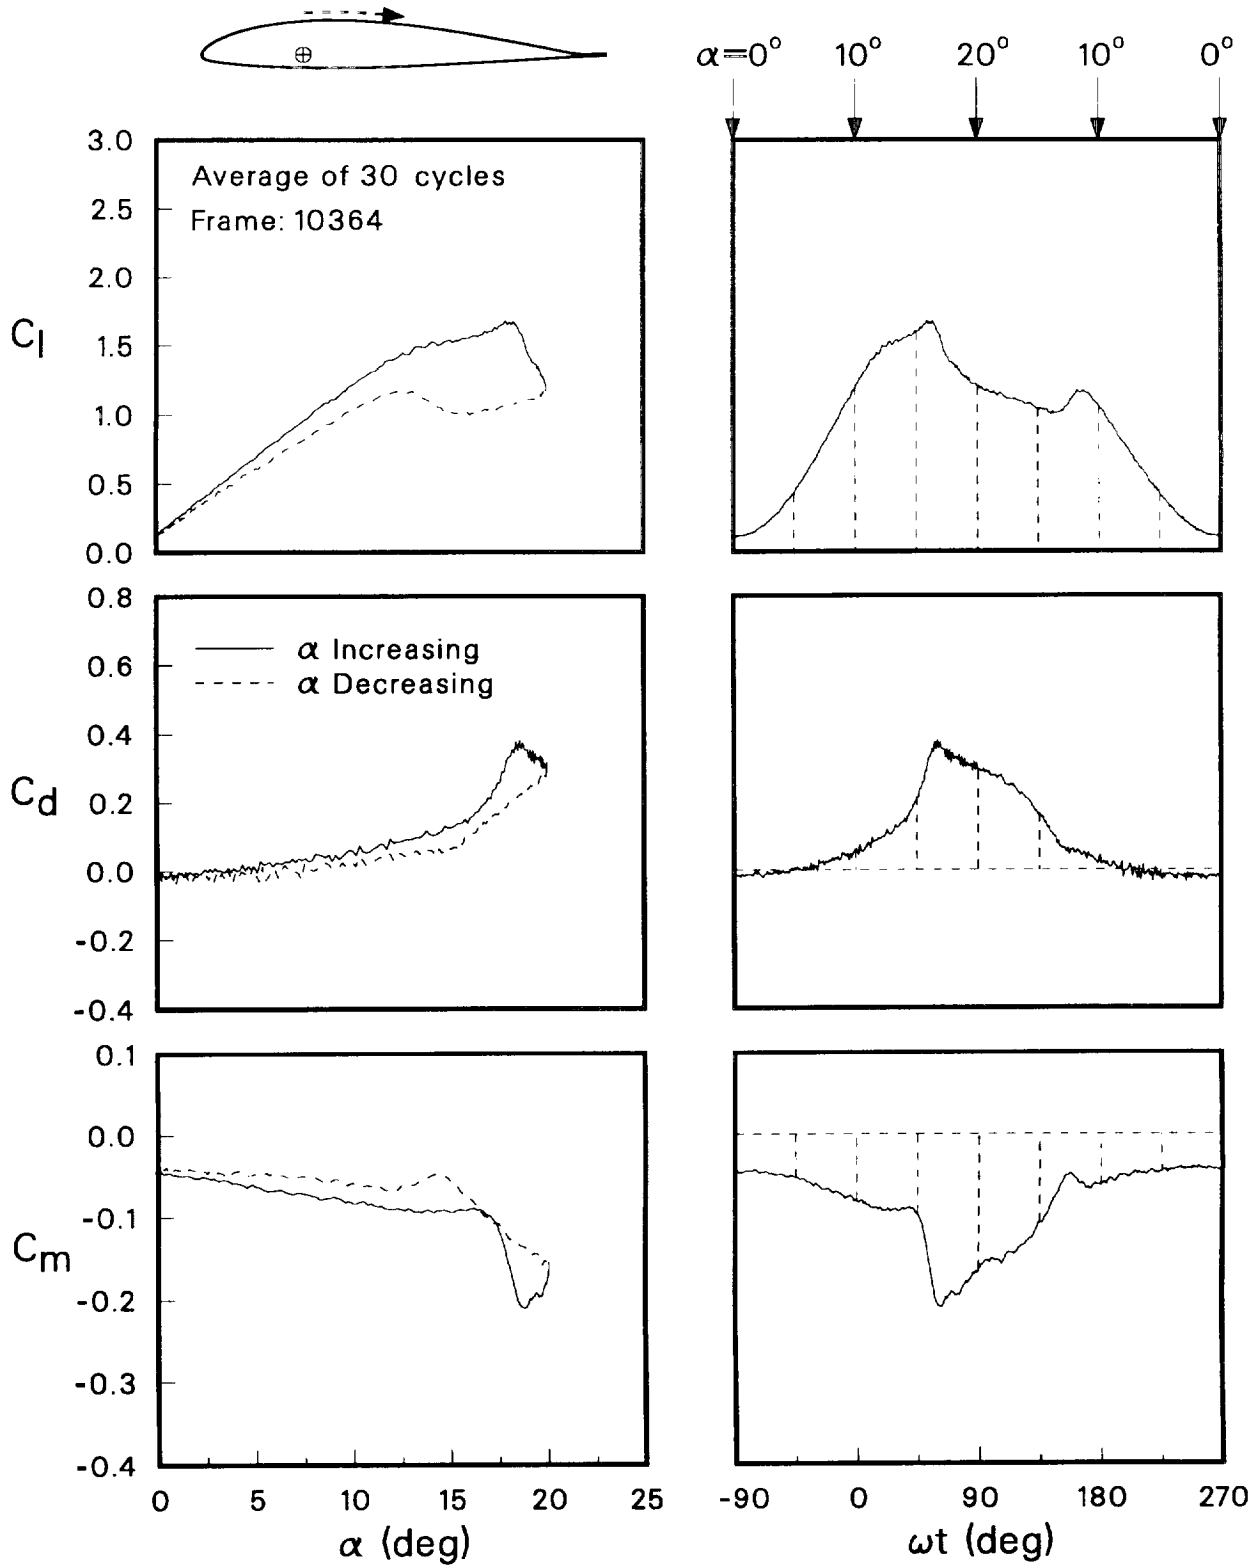 α=0° 10° 20° 10° 0°
3.0
2.5
2.0
1.5
1.0
0.5
0.0
Cl
Average of 30 cycles
Frame: 10364
0.8
0.6
0.4
0.2
0.0
-0.2
-0.4
Cd
α Increasing
α Decreasing
0.1
0.0
-0.1
-0.2
-0.3
-0.4
Cm
0 5 10 15 20 25
α (deg)
-90 0 90 180 270
ωt (deg)